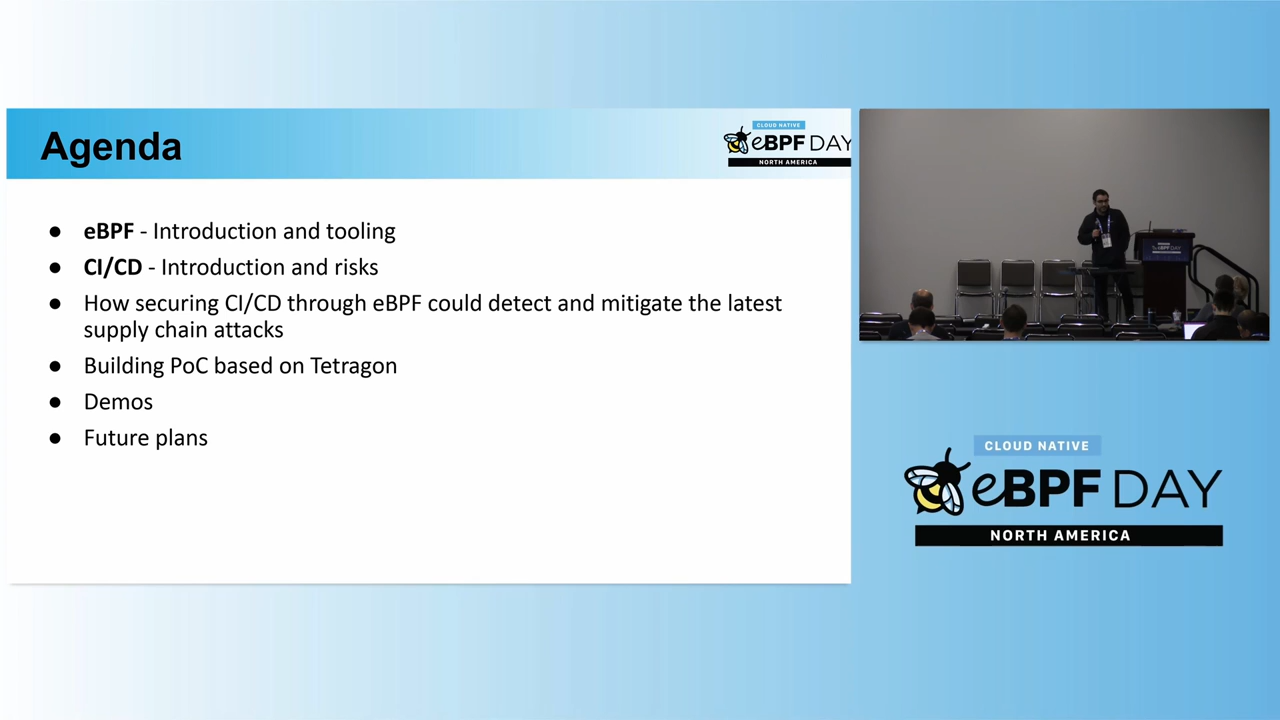 Agenda
CLOUD NATIVE
eBPF DAY
NORTH AMERICA
● eBPF - Introduction and tooling
● CI/CD - Introduction and risks
● How securing CI/CD through eBPF could detect and mitigate the latest
supply chain attacks
● Building PoC based on Tetragon
● Demos
● Future plans
eBPF DAY
CLOUD NATIVE
eBPF DAY
NORTH AMERICA